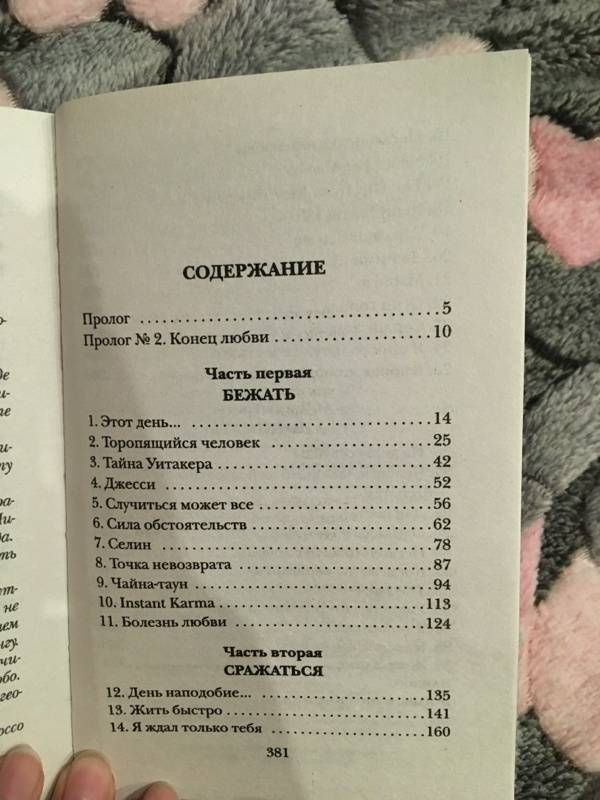 СОДЕРЖАНИЕ
Пролог 5
Пролог № 2. Конец любви 10
Часть первая
БЕЖАТЬ
1. Этот день... 14
2. Торопящийся человек 25
3. Тайна Уитакера 42
4. Джесси 52
5. Случиться может все 56
6. Сила обстоятельств 62
7. Селин 78
8. Точка невозврата 87
9. Чайна-таун 94
10. Instant Karma 113
11. Болезнь любви 124
Часть вторая
СРАЖАТЬСЯ
12. День наподобие... 135
13. Жить быстро 141
14. Я ждал только тебя 160
381